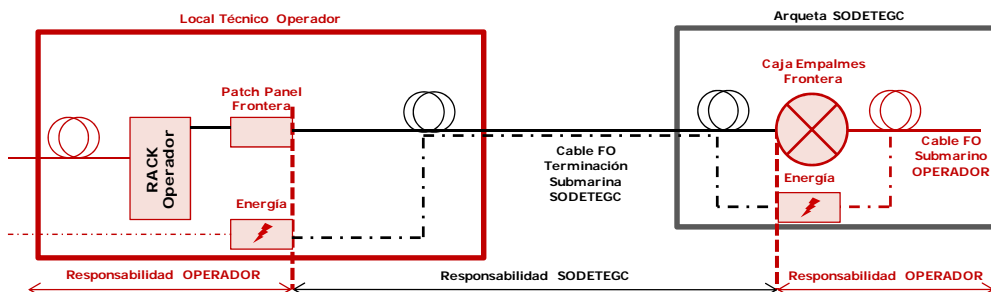 Local Técnico Operador
Arqueta SODETEGC
Caja Empalmes
Frontera
Patch Panel
Frontera
RACK
Operador
Cable FO
Terminación
Submarina
SODETEGC
Cable FO
Submarino
OPERADOR
Energía
Energía
Responsabilidad OPERADOR
Responsabilidad SODETEGC
Responsabilidad OPERADOR